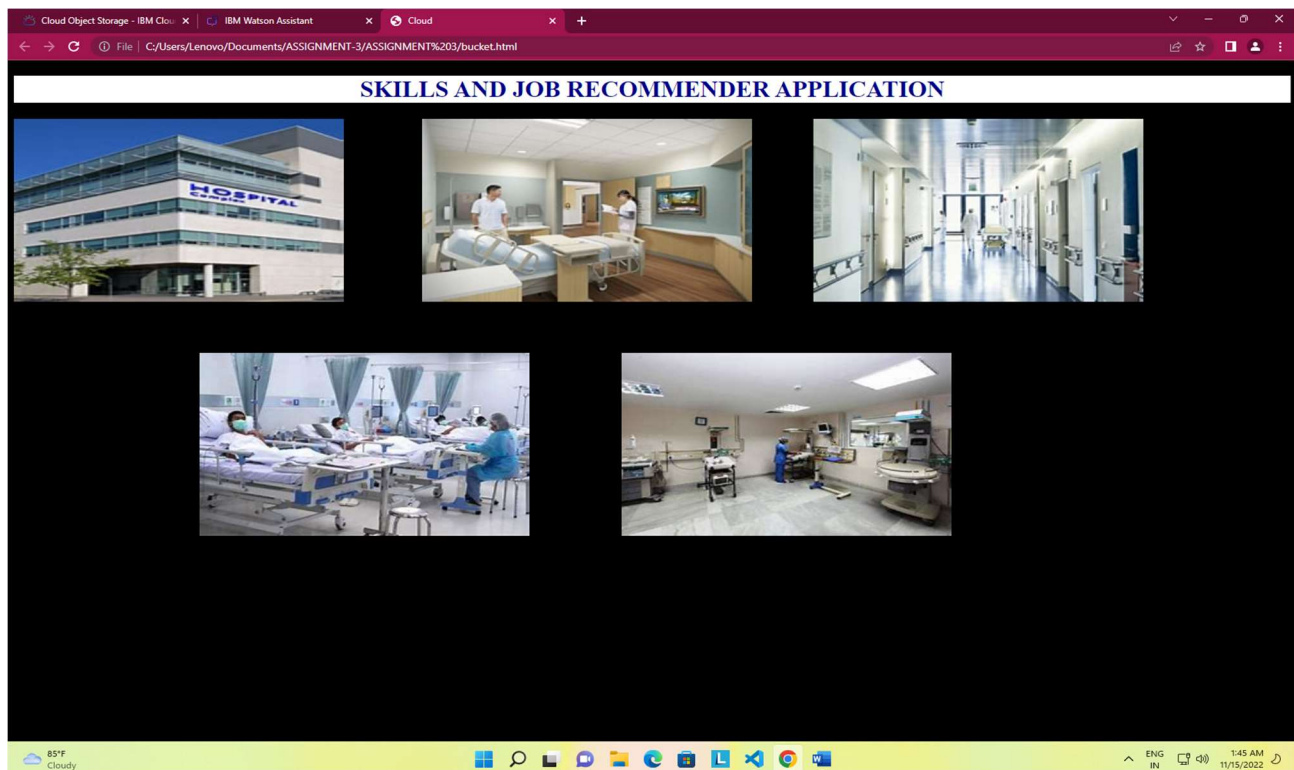 Cloud Object Storage - IBM Clou
IBM Watson Assistant
Cloud
File
C:/Users/Lenovo/Documents/ASSIGNMENT-3/ASSIGNMENT%203/bucket.html
SKILLS AND JOB RECOMMENDER APPLICATION
HOSPITAL
Complex
85°F
Cloudy
ENG
IN
1:45 AM
11/15/2022